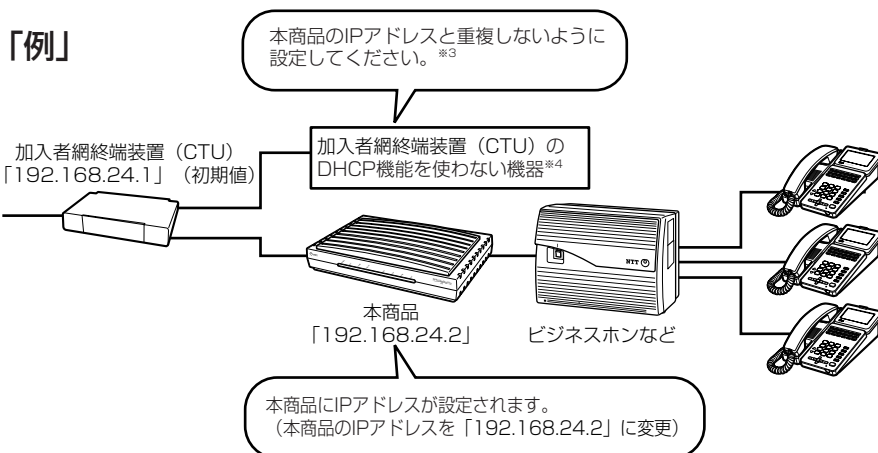 「例」
本商品のIPアドレスと重複しないように
設定してください。※3
加入者網終端装置（CTU）
「192.168.24.1」（初期値）
加入者網終端装置（CTU）の
DHCP機能を使わない機器※4
NTT
本商品
「192.168.24.2」
ビジネスホンなど
本商品にIPアドレスが設定されます。
（本商品のIPアドレスを「192.168.24.2」に変更）